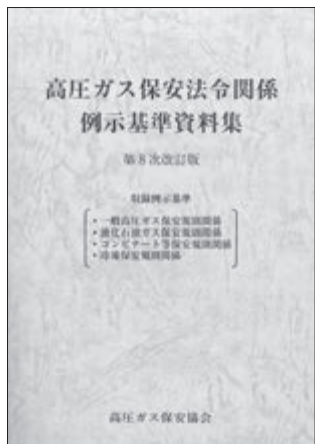 高圧ガス保安法令関係
例示基準資料集
第8次改訂版
収録例示基準
・一般高圧ガス保安規則関係
・液化石油ガス保安規則関係
・コンビナート等保安規則関係
・冷凍保安規則関係
高圧ガス保安協会